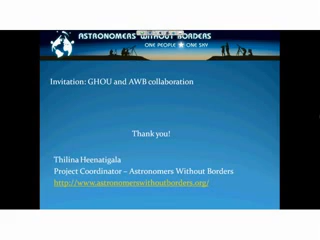 ASTRONOMERS WITHOUT BORDERS
ONE PEOPLE ONE SKY
Invitation: GHOU and AWB collaboration
Thank you!
Thilina Heenatigala
Project Coordinator – Astronomers Without Borders
http://www.astronomerswithoutborders.org/